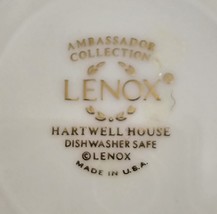 AMBASSADOR
COLLECTION
LENOX
HARTWELL HOUSE
DISHWASHER SAFE
©LENOX
MADE IN U.S.A.